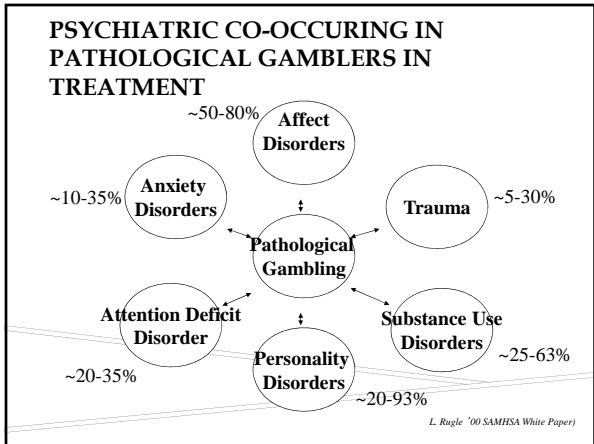 PSYCHIATRIC CO-OCCURING IN
PATHOLOGICAL GAMBLERS IN
TREATMENT
~50-80%
Affect
Disorders
~10-35%
Anxiety
Disorders
Trauma
~5-30%
Pathological
Gambling
Attention Deficit
Disorder
~20-35%
Substance Use
Disorders
~25-63%
Personality
Disorders
~20-93%
L. Rugle '00 SAMHSA White Paper)